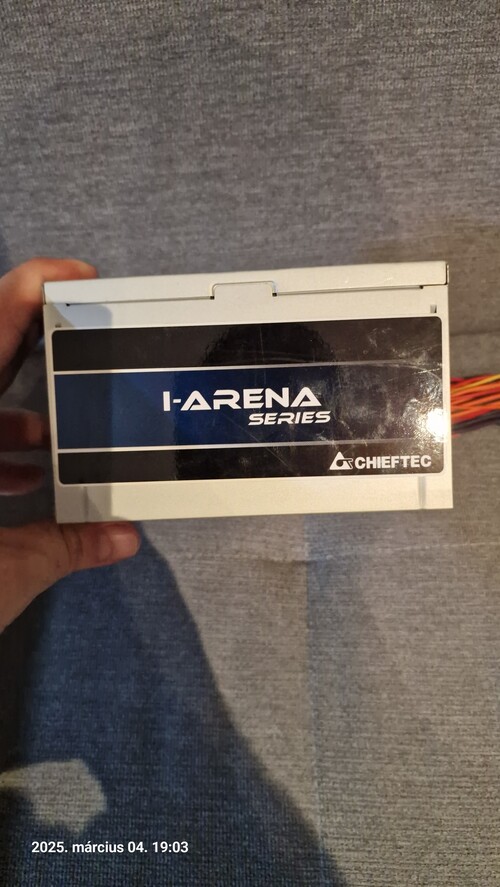 I-ARENA
SERIES
CHIEFTEC
2025. március 04. 19:03